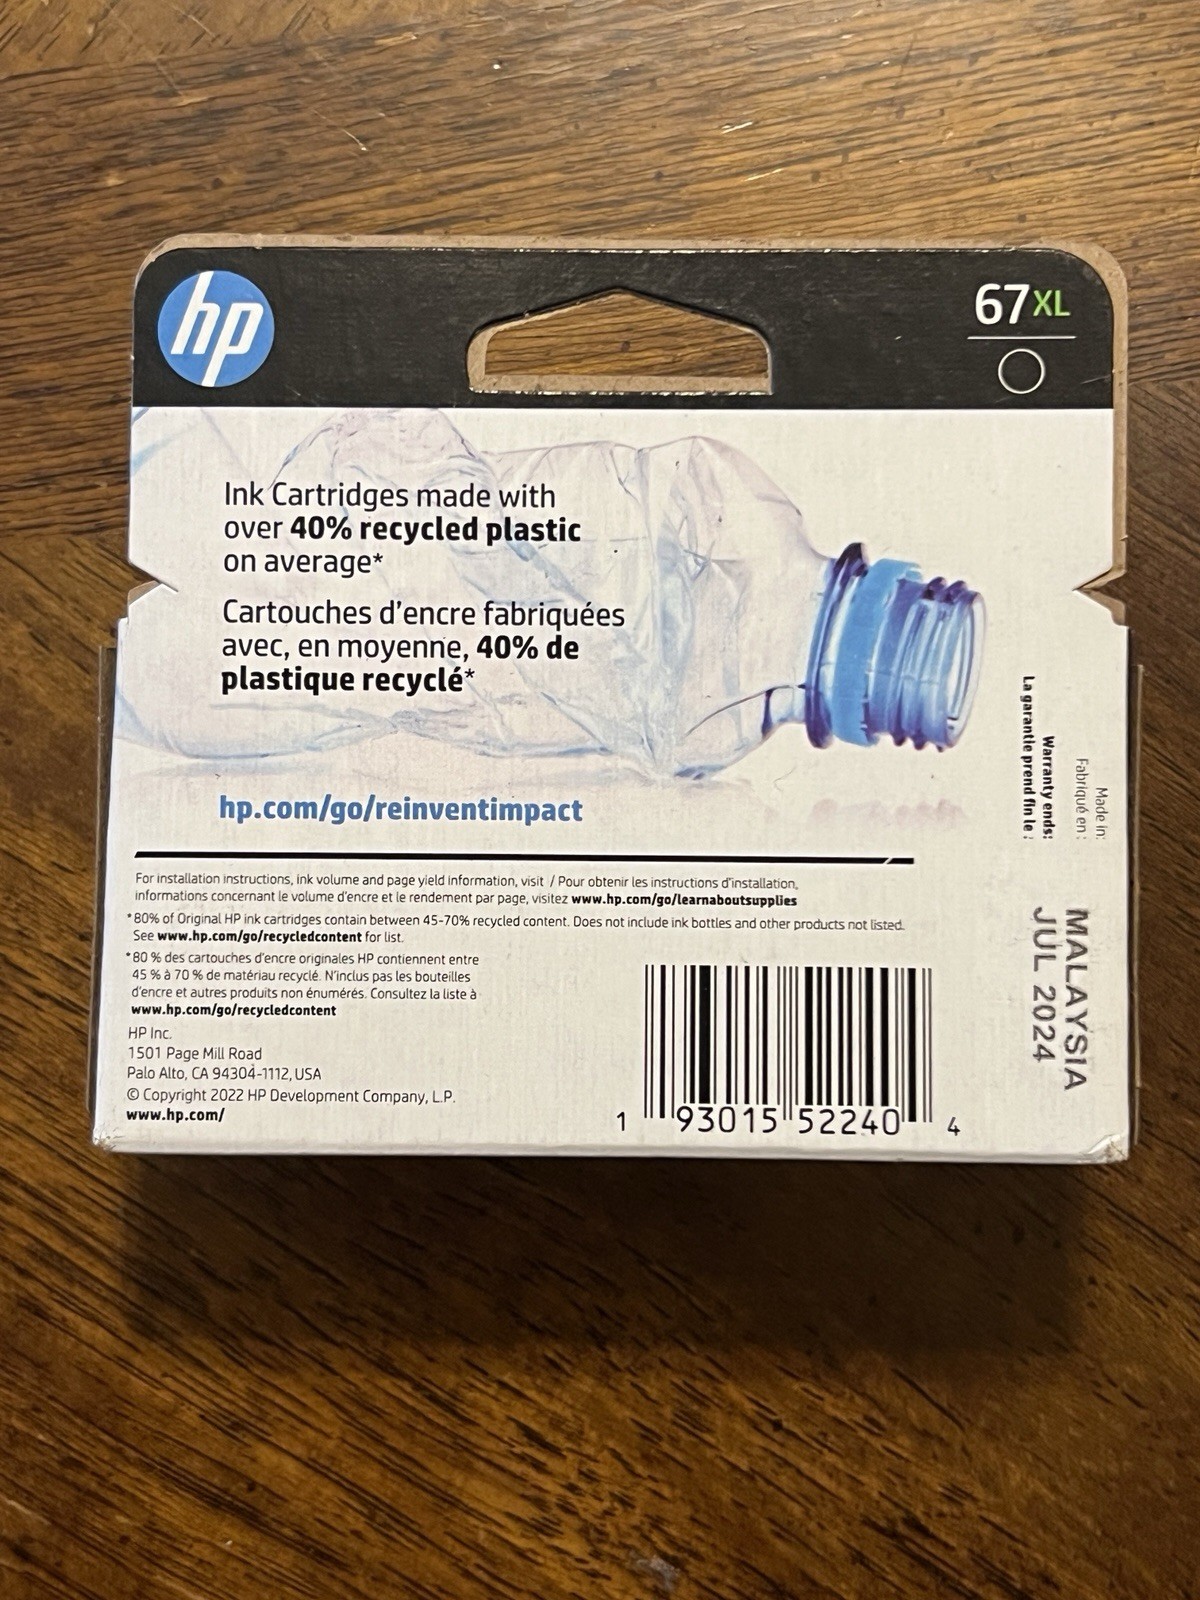 hp
67XL
Ink Cartridges made with
over 40% recycled plastic
on average*
Cartouches d'encre fabriquées
avec, en moyenne, 40% de
plastique recyclé*
hp.com/go/reinventimpact
For installation instructions, ink volume and page yield information, visit / Pour obtenir les instructions d'installation,
informations concernant le volume d'encre et le rendement par page, visitez www.hp.com/go/learnaboutsupplies
*80% of Original HP ink cartridges contain between 45-70% recycled content. Does not include ink bottles and other products not listed.
See www.hp.com/go/recycledcontent for list.
*80 % des cartouches d'encre originales HP contiennent entre
45 % à 70 % de matériau recyclé. N'inclus pas les bouteilles
d'encre et autres produits non énumérés. Consultez la liste à
www.hp.com/go/recycledcontent
HP Inc.
1501 Page Mill Road
Palo Alto, CA 94304-1112, USA
© Copyright 2022 HP Development Company, L.P.
www.hp.com/
1 93015 52240 4
Made in:
Fabriqué en :
Warranty ends:
La garantie prend fin le :
MALAYSIA
JUL 2024